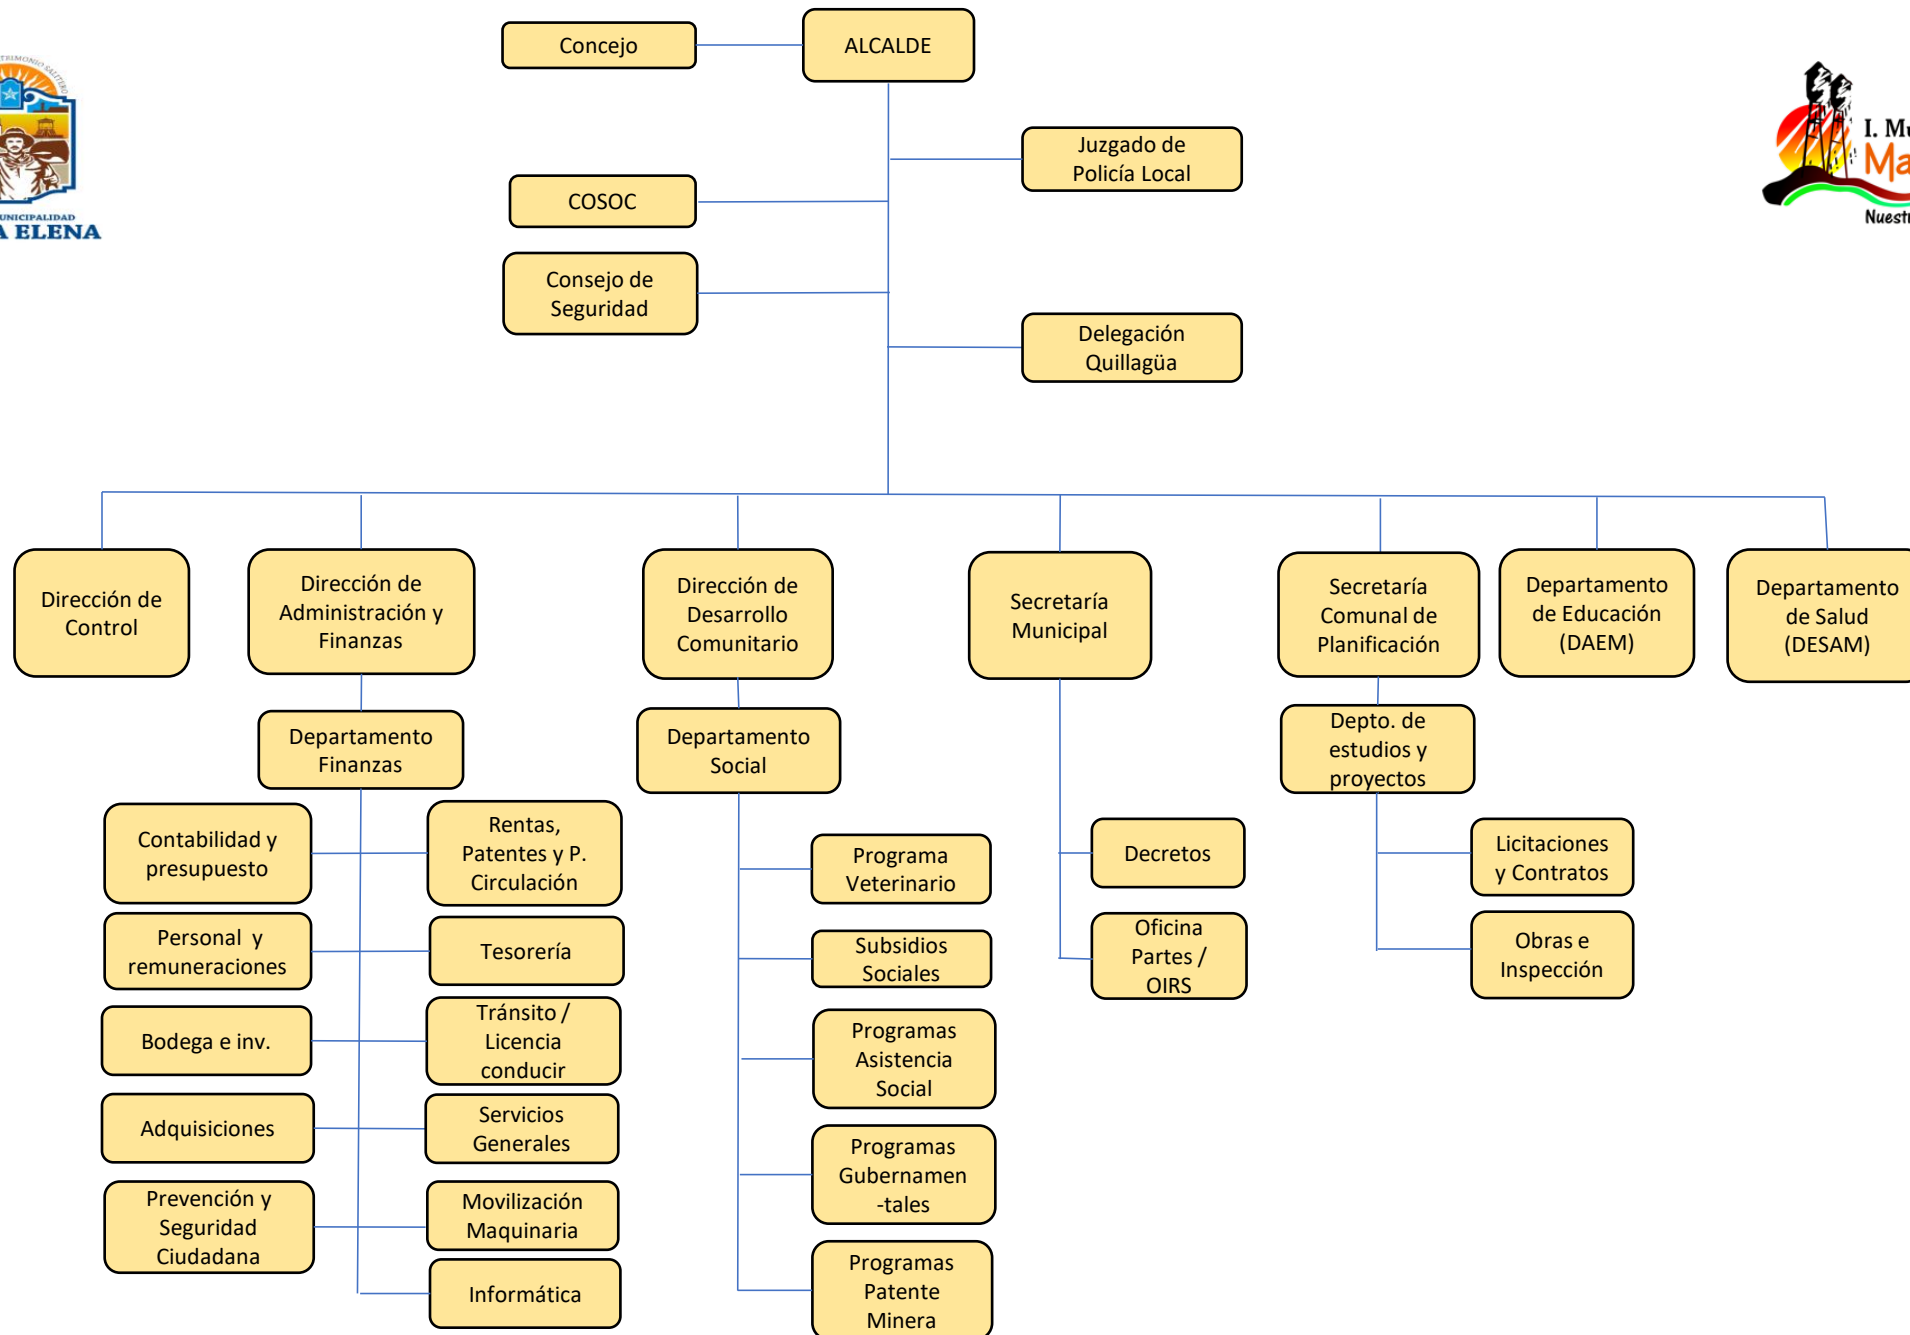 Concejo
ALCALDE
Juzgado de
Policía Local
COSOC
Consejo de
Seguridad
Delegación
Quillagüa
ELENA
I.
Dirección de
Control
Dirección de
Administración y
Finanzas
Dirección de
Desarrollo
Comunitario
Secretaría
Municipal
Secretaría
Comunal de
Planificación
Departamento
de Educación
(DAEM)
Departamento
de Salud
(DESAM)
Departamento
Finanzas
Departamento
Social
Depto. de
estudios y
proyectos
Contabilidad y
presupuesto
Rentas,
Patentes y P.
Circulación
Personal y
remuneraciones
Tesorería
Bodega e inv.
Tránsito /
Licencia
conducir
Adquisiciones
Servicios
Generales
Prevención y
Seguridad
Ciudadana
Movilización
Maquinaria
Informática
Programa
Veterinario
Subsidios
Sociales
Programas
Asistencia
Social
Programas
Gubernamen
-tales
Programas
Patente
Minera
Decretos
Oficina
Partes /
OIRS
Licitaciones
y Contratos
Obras e
Inspección